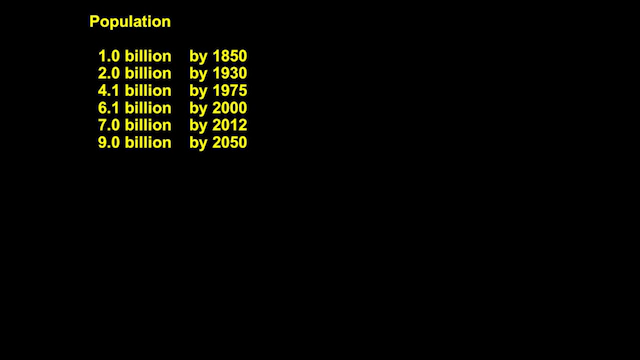 Population
1.0 billion by 1850
2.0 billion by 1930
4.1 billion by 1975
6.1 billion by 2000
7.0 billion by 2012
9.0 billion by 2050